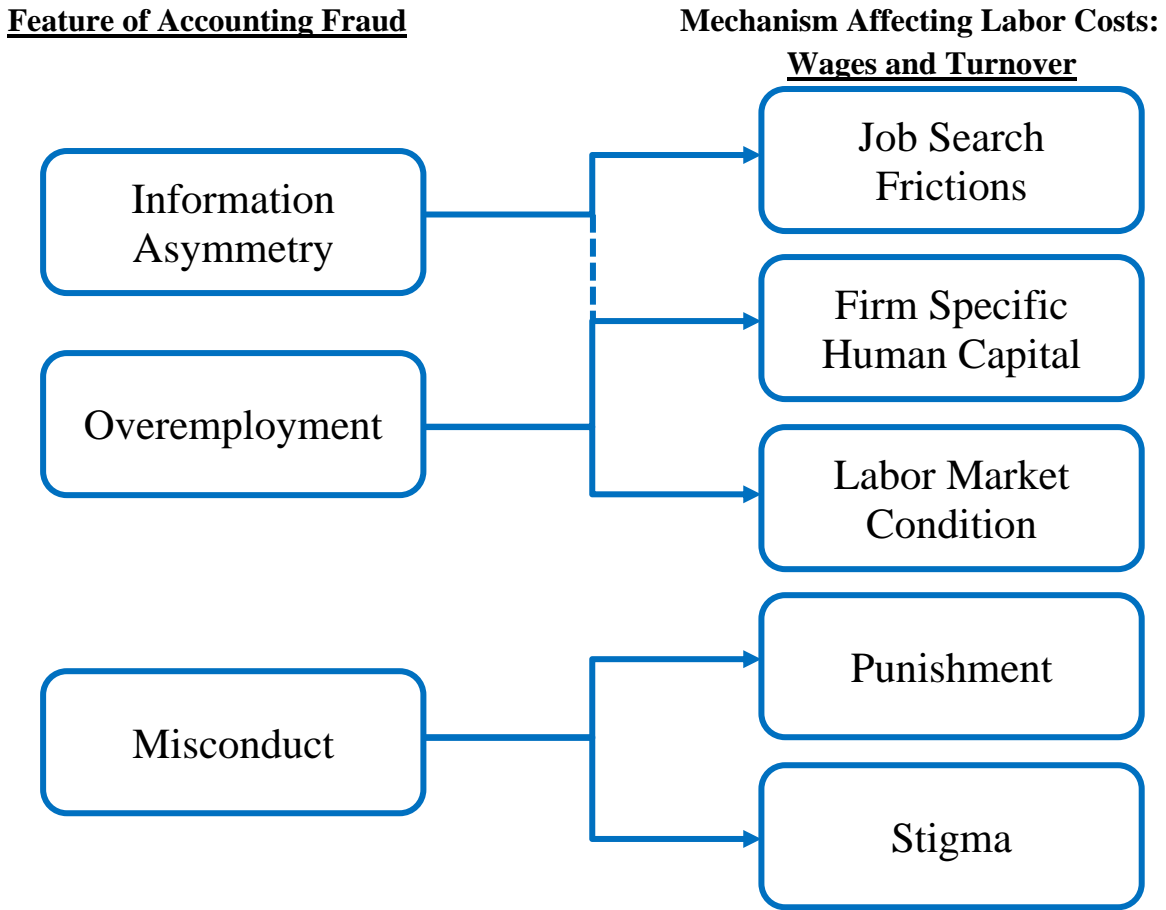 Feature of Accounting Fraud
Mechanism Affecting Labor Costs:
Wages and Turnover
Information
Asymmetry
Overemployment
Misconduct
Job Search
Frictions
Firm Specific
Human Capital
Labor Market
Condition
Punishment
Stigma